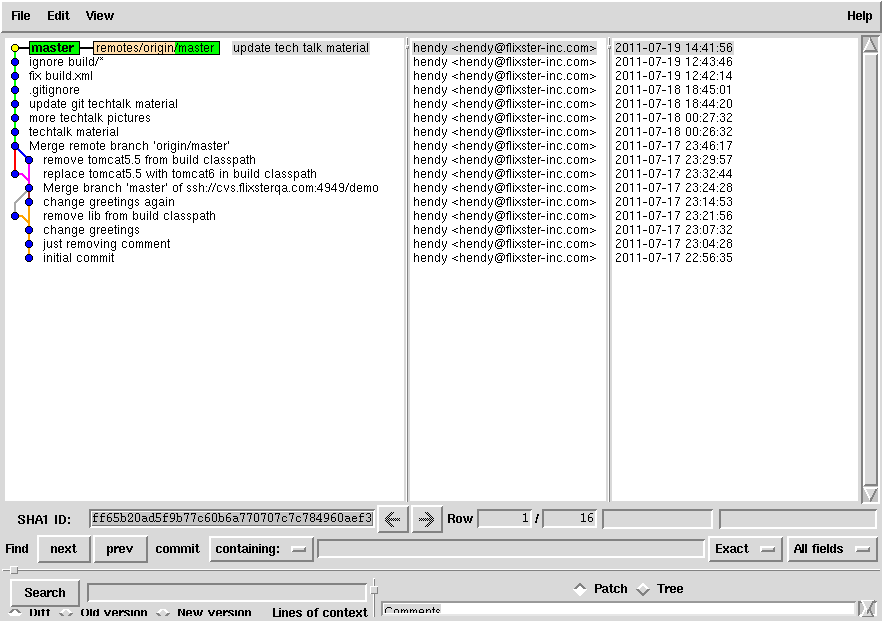 File Edit View Help
master remotes/origin/master update tech talk material hendy <hendy@flixster-inc.com> 2011-07-19 14:41:56
ignore build/* hendy <hendy@flixster-inc.com> 2011-07-19 12:43:46
fix build.xml hendy <hendy@flixster-inc.com> 2011-07-19 12:42:14
.gitignore hendy <hendy@flixster-inc.com> 2011-07-18 18:45:01
update git techtalk material hendy <hendy@flixster-inc.com> 2011-07-18 18:44:20
more techtalk pictures hendy <hendy@flixster-inc.com> 2011-07-18 00:27:32
techtalk material hendy <hendy@flixster-inc.com> 2011-07-18 00:26:32
Merge remote branch 'origin/master' hendy <hendy@flixster-inc.com> 2011-07-17 23:46:17
remove tomcat5.5 from build classpath hendy <hendy@flixster-inc.com> 2011-07-17 23:29:57
replace tomcat5.5 with tomcat6 in build classpath hendy <hendy@flixster-inc.com> 2011-07-17 23:32:44
Merge branch 'master' of ssh://cvs.flixsterqa.com:4949/demo hendy <hendy@flixster-inc.com> 2011-07-17 23:24:28
change greetings again hendy <hendy@flixster-inc.com> 2011-07-17 23:14:53
remove lib from build classpath hendy <hendy@flixster-inc.com> 2011-07-17 23:21:56
change greetings hendy <hendy@flixster-inc.com> 2011-07-17 23:07:32
just removing comment hendy <hendy@flixster-inc.com> 2011-07-17 23:04:28
initial commit hendy <hendy@flixster-inc.com> 2011-07-17 22:56:35
SHA1 ID: ff65b20ad5f9b77c60b6a770707c7c784960aef3 Row 1 / 16
Find next prev commit containing: Exact All fields
Search Patch Tree
Diff Old version New version Lines of context Comments